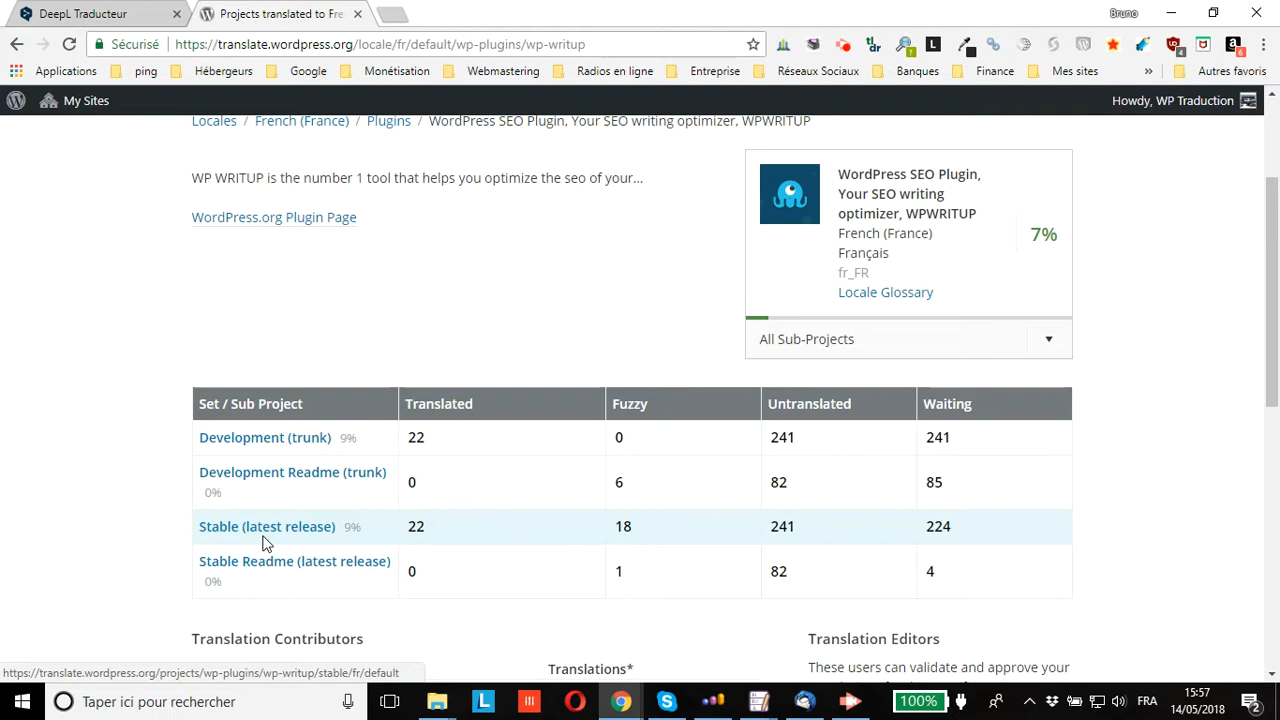 DeepL Traducteur
Projects translated to Fre
Bruno
Sécurisé
https://translate.wordpress.org/locale/fr/default/wp-plugins/wp-writup
Applications ping Hébergeurs Google Monétisation Webmastering Radios en ligne Entreprise Réseaux Sociaux Banques Finance Mes sites » Autres favoris
My Sites
Howdy, WP Traduction
Locales / French (France) / Plugins / WordPress SEO Plugin, Your SEO writing optimizer, WPWRITUP
WP WRITUP is the number 1 tool that helps you optimize the seo of your...
WordPress.org Plugin Page
WordPress SEO Plugin,
Your SEO writing
optimizer, WPWRITUP
French (France)
Français
fr_FR
Locale Glossary
7%
All Sub-Projects
Set / Sub Project Translated Fuzzy Untranslated Waiting
Development (trunk) 9% 22 0 241 241
Development Readme (trunk)
0% 0 6 82 85
Stable (latest release) 9% 22 18 241 224
Stable Readme (latest release)
0% 0 1 82 4
Translation Contributors
Translation Editors
Translations*
These users can validate and approve your
https://translate.wordpress.org/projects/wp-plugins/wp-writup/stable/fr/default
Taper ici pour rechercher
100%
FRA
15:57
14/05/2018
2